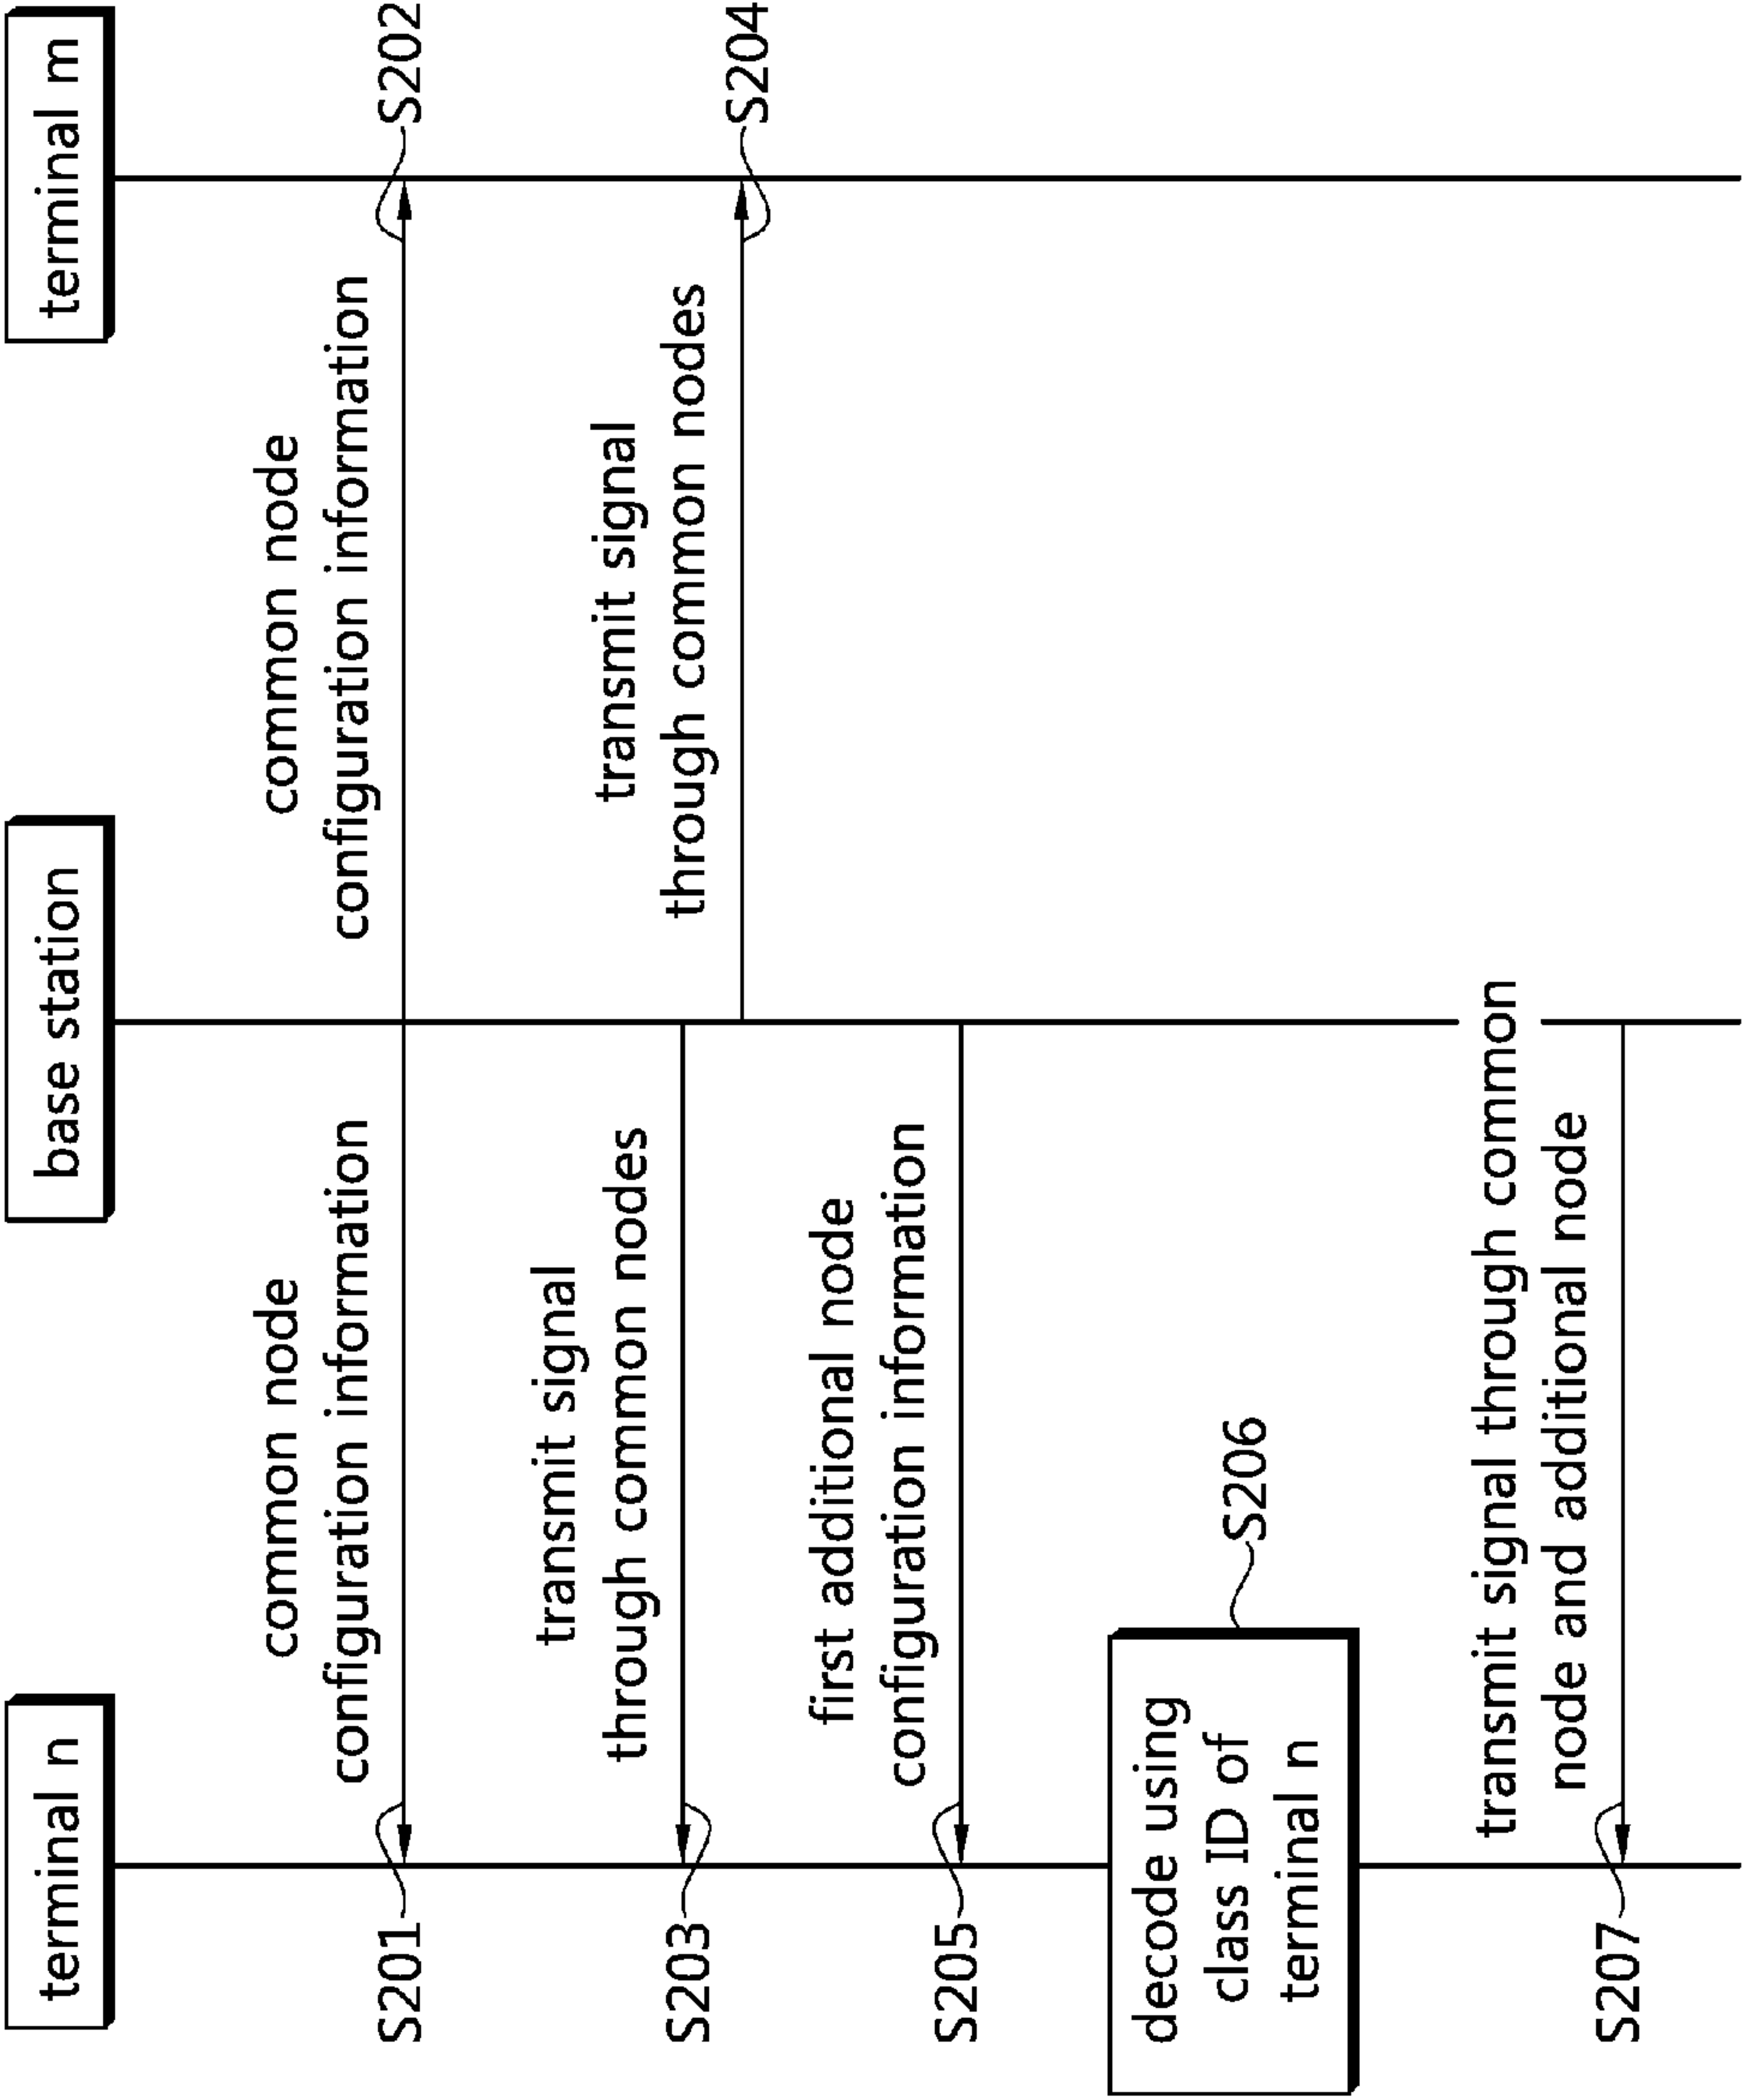 terminal n
base station
terminal m
common node
configuration information
S201
common node
configuration information
S202
transmit signal
through common nodes
S203
transmit signal
through common nodes
S204
first additional node
configuration information
S205
decode using
class ID of
terminal n
S206
transmit signal through common
node and additional node
S207